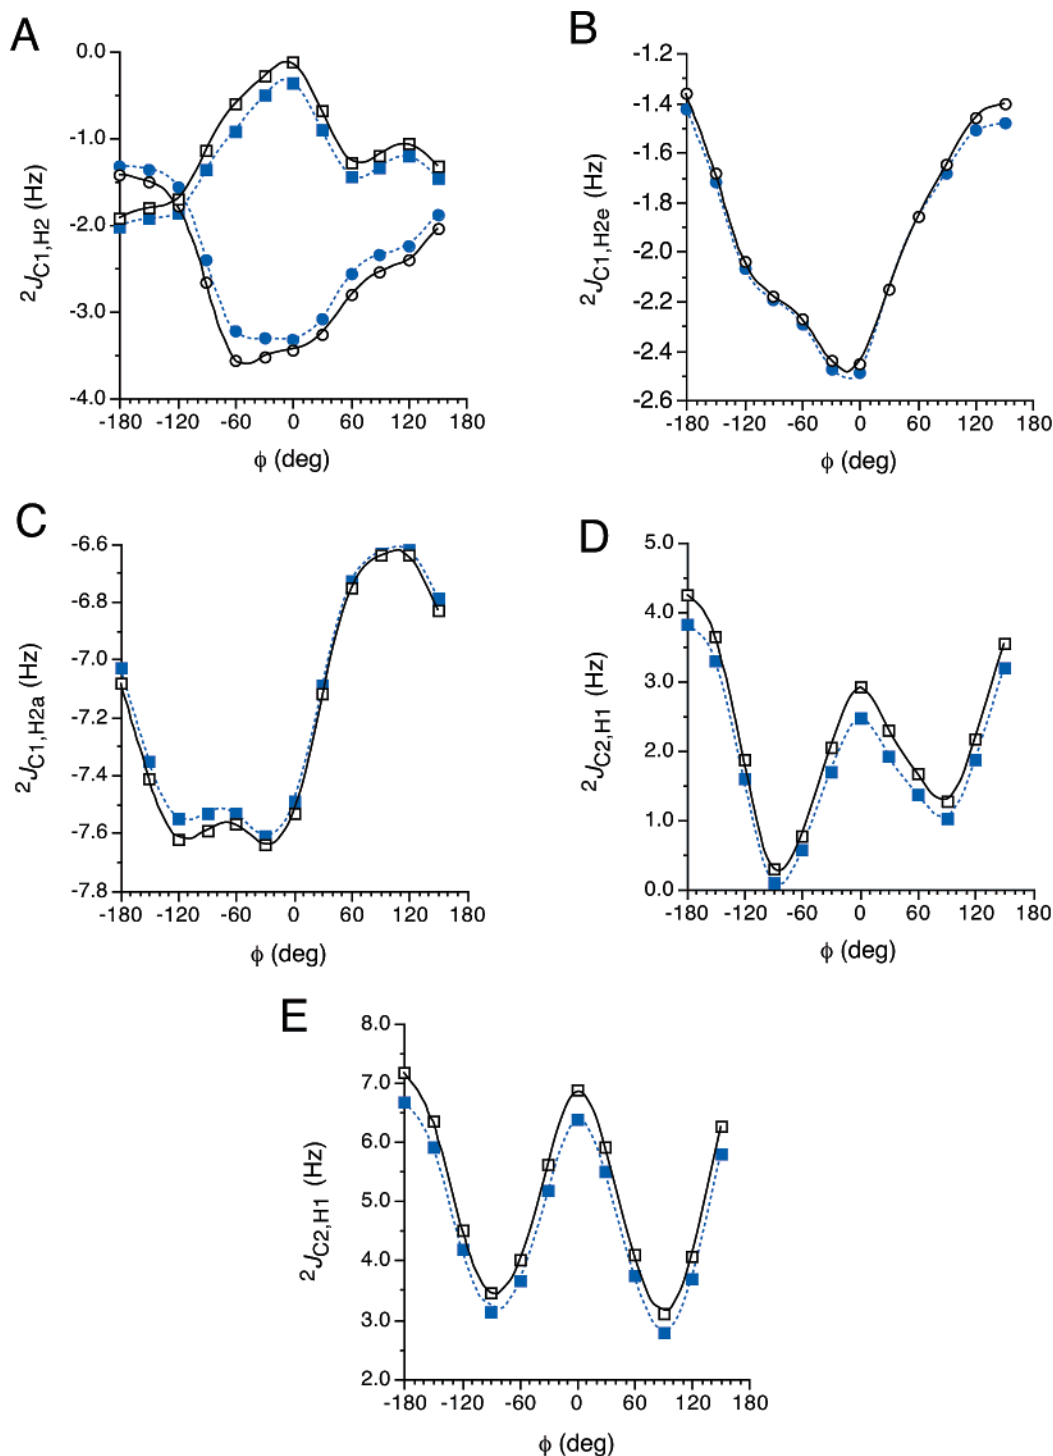 A
0.0
-1.0
-2.0
-3.0
-4.0
-180 -120 -60 0 60 120 180
²J_C1,H2 (Hz)
ϕ (deg)
B
-1.2
-1.4
-1.6
-1.8
-2.0
-2.2
-2.4
-2.6
-180 -120 -60 0 60 120 180
²J_C1,H2e (Hz)
ϕ (deg)
C
-6.6
-6.8
-7.0
-7.2
-7.4
-7.6
-7.8
-180 -120 -60 0 60 120 180
²J_C1,H2a (Hz)
ϕ (deg)
D
5.0
4.0
3.0
2.0
1.0
0.0
-180 -120 -60 0 60 120 180
²J_C2,H1 (Hz)
ϕ (deg)
E
8.0
7.0
6.0
5.0
4.0
3.0
2.0
-180 -120 -60 0 60 120 180
²J_C2,H1 (Hz)
ϕ (deg)